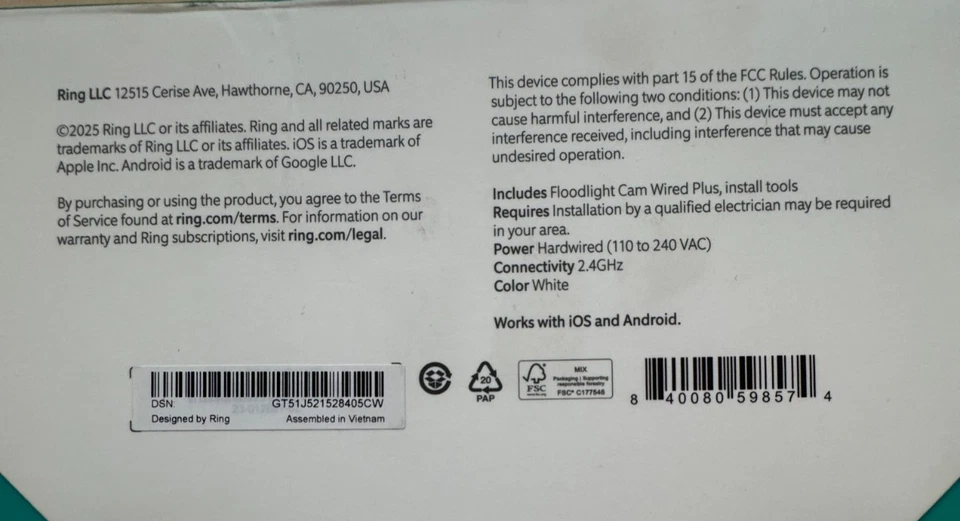 Ring LLC 12515 Cerise Ave, Hawthorne, CA, 90250, USA
©2025 Ring LLC or its affiliates. Ring and all related marks are
trademarks of Ring LLC or its affiliates. iOS is a trademark of
Apple Inc. Android is a trademark of Google LLC.
By purchasing or using the product, you agree to the Terms
of Service found at ring.com/terms. For information on our
warranty and Ring subscriptions, visit ring.com/legal.
This device complies with part 15 of the FCC Rules. Operation is
subject to the following two conditions: (1) This device may not
cause harmful interference, and (2) This device must accept any
interference received, including interference that may cause
undesired operation.
Includes Floodlight Cam Wired Plus, install tools
Requires Installation by a qualified electrician may be required
in your area.
Power Hardwired (110 to 240 VAC)
Connectivity 2.4GHz
Color White
Works with iOS and Android.
DSN: GT51J521528405CW
Designed by Ring Assembled in Vietnam
20
PAP
FSC
MIX
Packaging | Supporting
responsible forestry
FSC® C177546
8 40080 59857 4